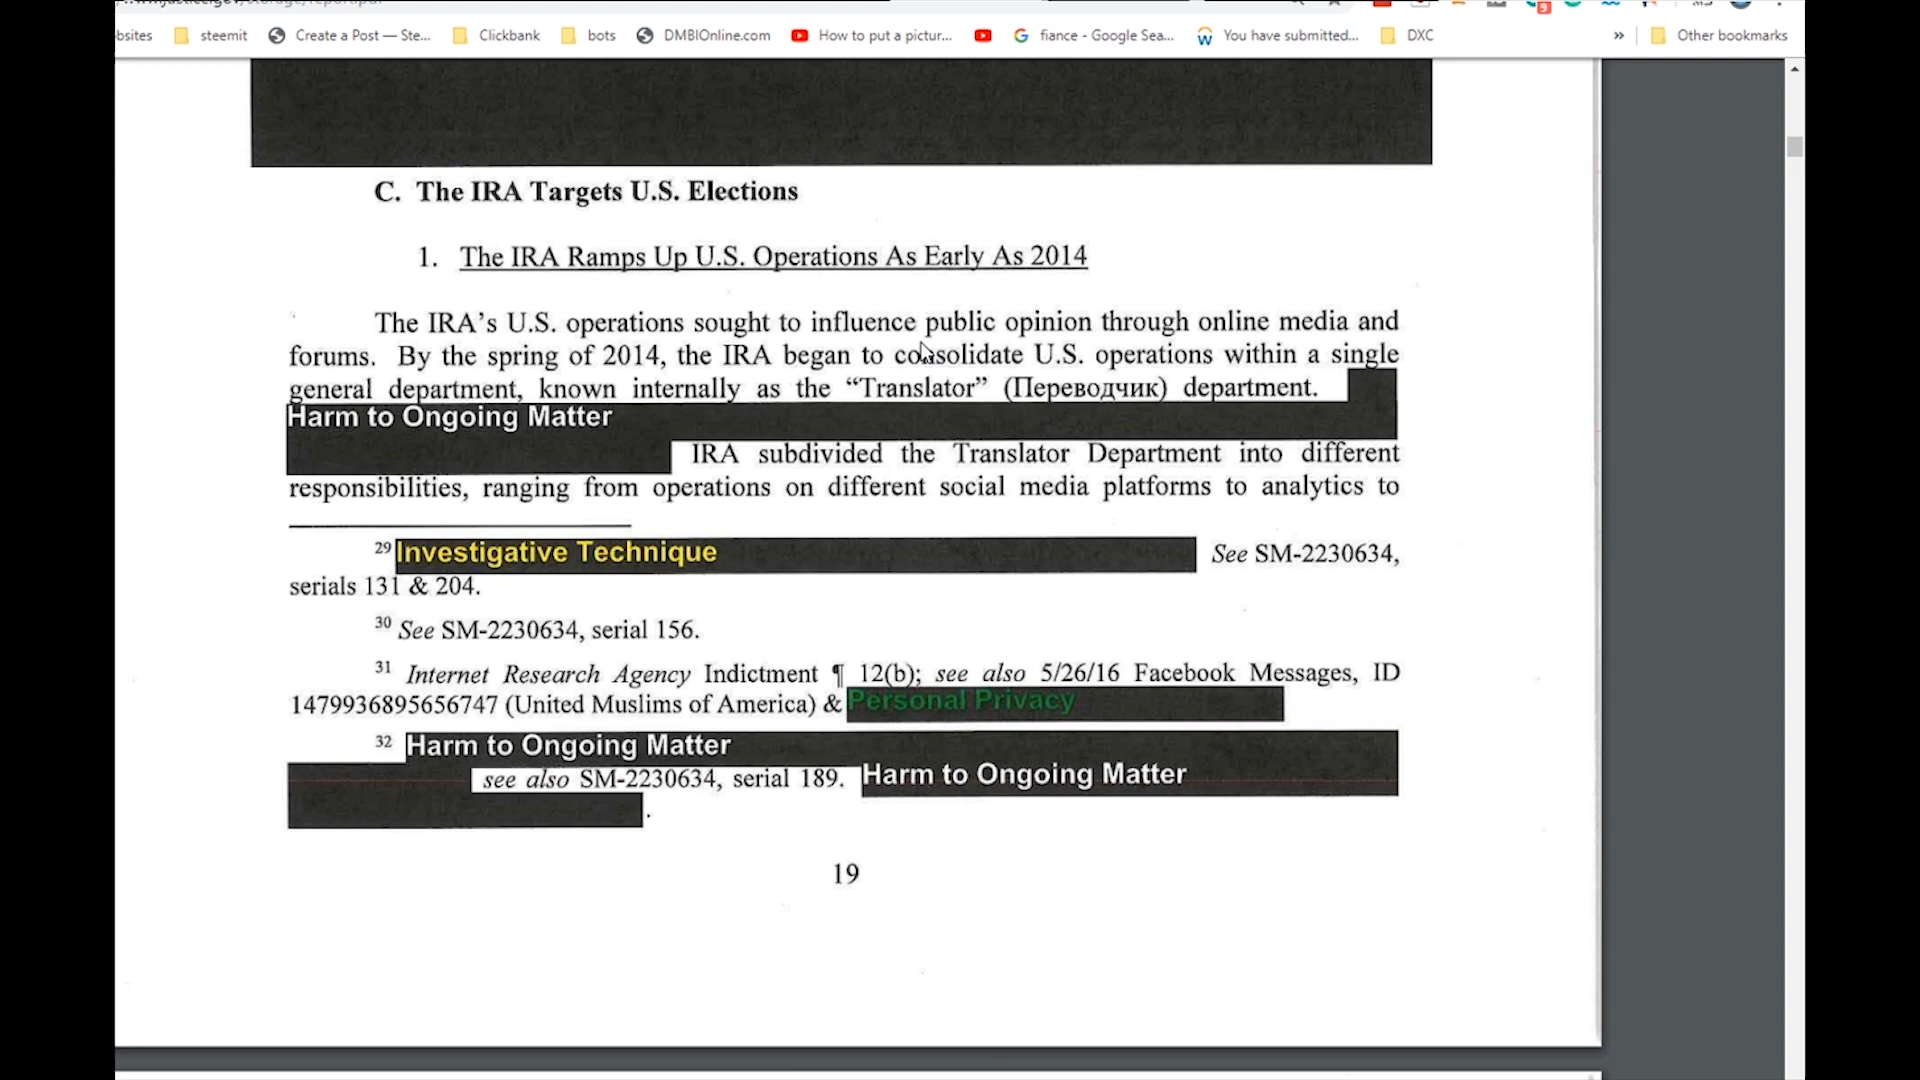 bsites steemit Create a Post — Ste... Clickbank bots DMBIOnline.com How to put a pictur... fiance - Google Sea... You have submitted... DXC » Other bookmarks
9
C. The IRA Targets U.S. Elections
1. The IRA Ramps Up U.S. Operations As Early As 2014
The IRA’s U.S. operations sought to influence public opinion through online media and
forums. By the spring of 2014, the IRA began to consolidate U.S. operations within a single
general department, known internally as the “Translator” (Переводчик) department.
Harm to Ongoing Matter
IRA subdivided the Translator Department into different
responsibilities, ranging from operations on different social media platforms to analytics to
29 Investigative Technique See SM-2230634,
serials 131 & 204.
30 See SM-2230634, serial 156.
31 Internet Research Agency Indictment ¶ 12(b); see also 5/26/16 Facebook Messages, ID
1479936895656747 (United Muslims of America) & Personal Privacy
32 Harm to Ongoing Matter
see also SM-2230634, serial 189. Harm to Ongoing Matter
.
19